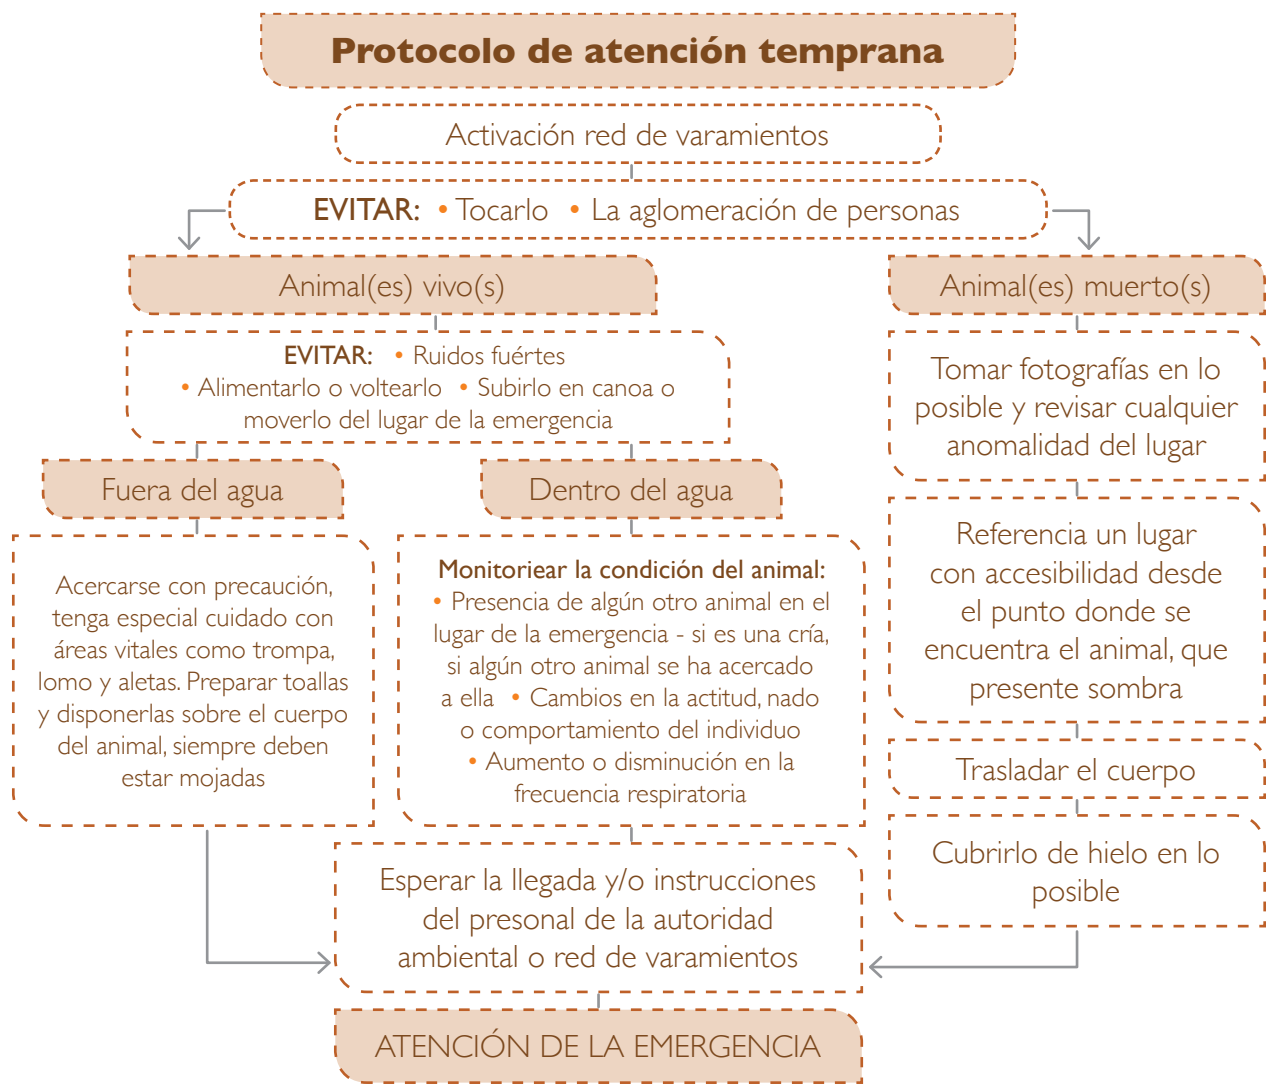 Protocolo de atención temprana
Activación red de varamientos
EVITAR: • Tocarlo • La aglomeración de personas
Animal(es) vivo(s)
EVITAR: • Ruidos fuértes
• Alimentarlo o voltearlo • Subirlo en canoa o
moverlo del lugar de la emergencia
Fuera del agua
Acercarse con precaución,
tenga especial cuidado con
áreas vitales como trompa,
lomo y aletas. Preparar toallas
y disponerlas sobre el cuerpo
del animal, siempre deben
estar mojadas
Dentro del agua
Monitoriear la condición del animal:
• Presencia de algún otro animal en el
lugar de la emergencia - si es una cría,
si algún otro animal se ha acercado
a ella • Cambios en la actitud, nado
o comportamiento del individuo
• Aumento o disminución en la
frecuencia respiratoria
Animal(es) muerto(s)
Tomar fotografías en lo
posible y revisar cualquier
anomalidad del lugar
Referencia un lugar
con accesibilidad desde
el punto donde se
encuentra el animal, que
presente sombra
Trasladar el cuerpo
Cubrirlo de hielo en lo
posible
Esperar la llegada y/o instrucciones
del presonal de la autoridad
ambiental o red de varamientos
ATENCIÓN DE LA EMERGENCIA